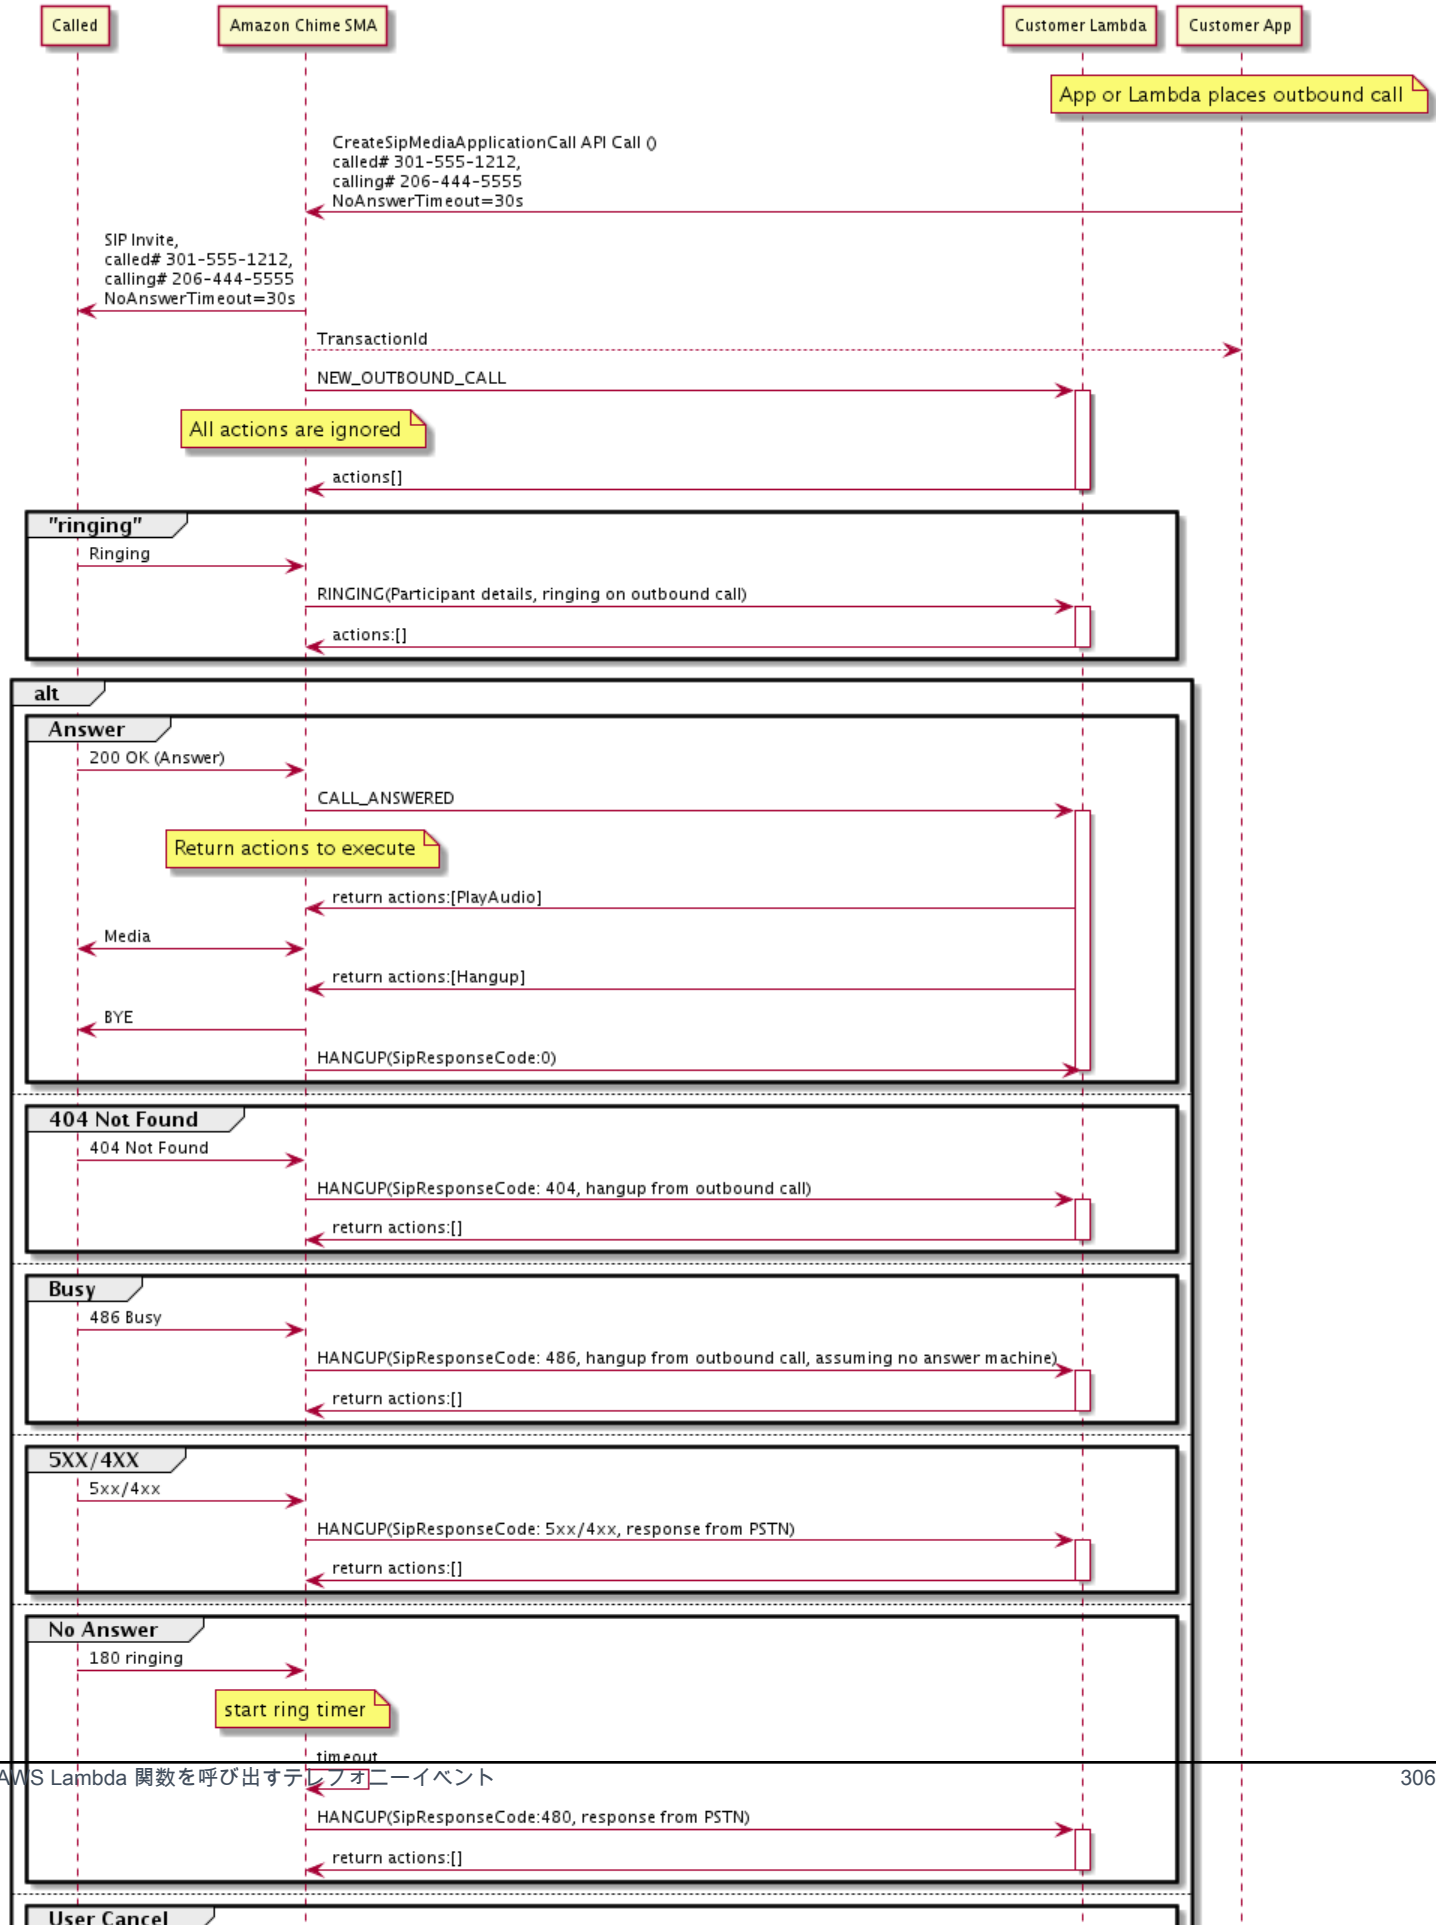 Called
Amazon Chime SMA
Customer Lambda
Customer App
App or Lambda places outbound call
CreateSipMediaApplicationCall API Call ()
called# 301-555-1212,
calling# 206-444-5555
NoAnswerTimeout=30s
SIP Invite,
called# 301-555-1212,
calling# 206-444-5555
NoAnswerTimeout=30s
TransactionId
NEW_OUTBOUND_CALL
All actions are ignored
actions[]
"ringing"
Ringing
RINGING(Participant details, ringing on outbound call)
actions:[]
alt
Answer
200 OK (Answer)
CALL_ANSWERED
Return actions to execute
return actions:[PlayAudio]
Media
return actions:[Hangup]
BYE
HANGUP(SipResponseCode:0)
404 Not Found
404 Not Found
HANGUP(SipResponseCode: 404, hangup from outbound call)
return actions:[]
Busy
486 Busy
HANGUP(SipResponseCode: 486, hangup from outbound call, assuming no answer machine)
return actions:[]
5XX/4XX
5xx/4xx
HANGUP(SipResponseCode: 5xx/4xx, response from PSTN)
return actions:[]
No Answer
180 ringing
start ring timer
timeout
AWS Lambda 関数を呼び出すテレフォニーイベント
306
HANGUP(SipResponseCode:480, response from PSTN)
return actions:[]
User Cancel